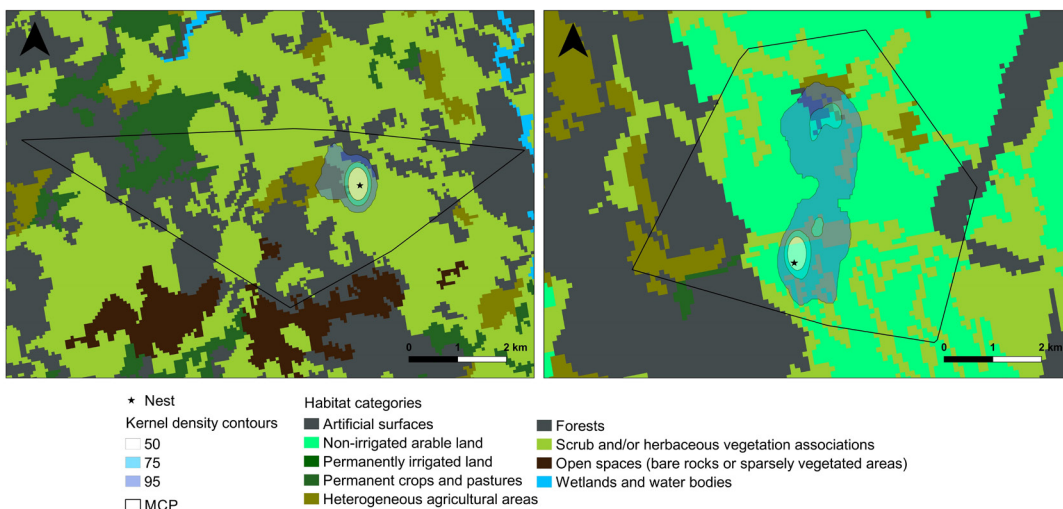 0 1 2 km
0 1 2 km
Nest
Kernel density contours
50
75
95
MCP
Habitat categories
Artificial surfaces
Non-irrigated arable land
Permanently irrigated land
Permanent crops and pastures
Heterogeneous agricultural areas
Forests
Scrub and/or herbaceous vegetation associations
Open spaces (bare rocks or sparsely vegetated areas)
Wetlands and water bodies